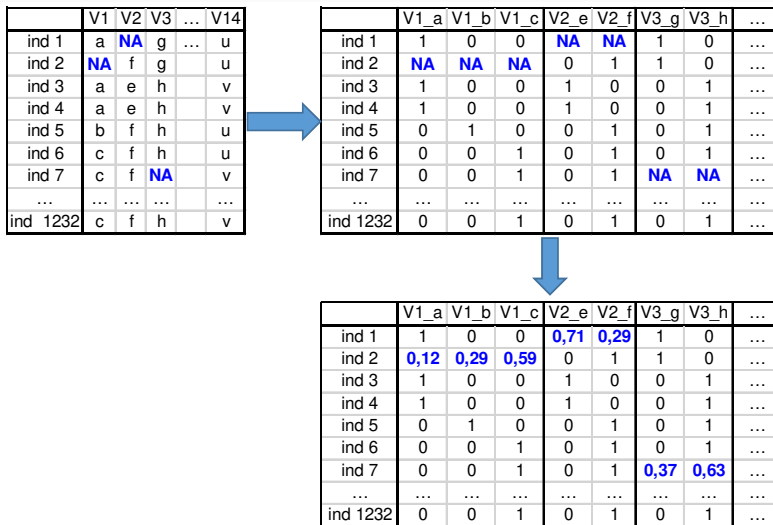 V1 V2 V3 … V14
ind 1 a NA g … u
ind 2 NA f g u
ind 3 a e h v
ind 4 a e h v
ind 5 b f h u
ind 6 c f h u
ind 7 c f NA v
… … … … …
ind 1232 c f h v
V1_a V1_b V1_c V2_e V2_f V3_g V3_h …
ind 1 1 0 0 NA NA 1 0 …
ind 2 NA NA NA 0 1 1 0 …
ind 3 1 0 0 1 0 0 1 …
ind 4 1 0 0 1 0 0 1 …
ind 5 0 1 0 0 1 0 1 …
ind 6 0 0 1 0 1 0 1 …
ind 7 0 0 1 0 1 NA NA …
… … … … … … … … …
ind 1232 0 0 1 0 1 0 1 …
V1_a V1_b V1_c V2_e V2_f V3_g V3_h …
ind 1 1 0 0 0,71 0,29 1 0 …
ind 2 0,12 0,29 0,59 0 1 1 0 …
ind 3 1 0 0 1 0 0 1 …
ind 4 1 0 0 1 0 0 1 …
ind 5 0 1 0 0 1 0 1 …
ind 6 0 0 1 0 1 0 1 …
ind 7 0 0 1 0 1 0,37 0,63 …
… … … … … … … … …
ind 1232 0 0 1 0 1 0 1 …